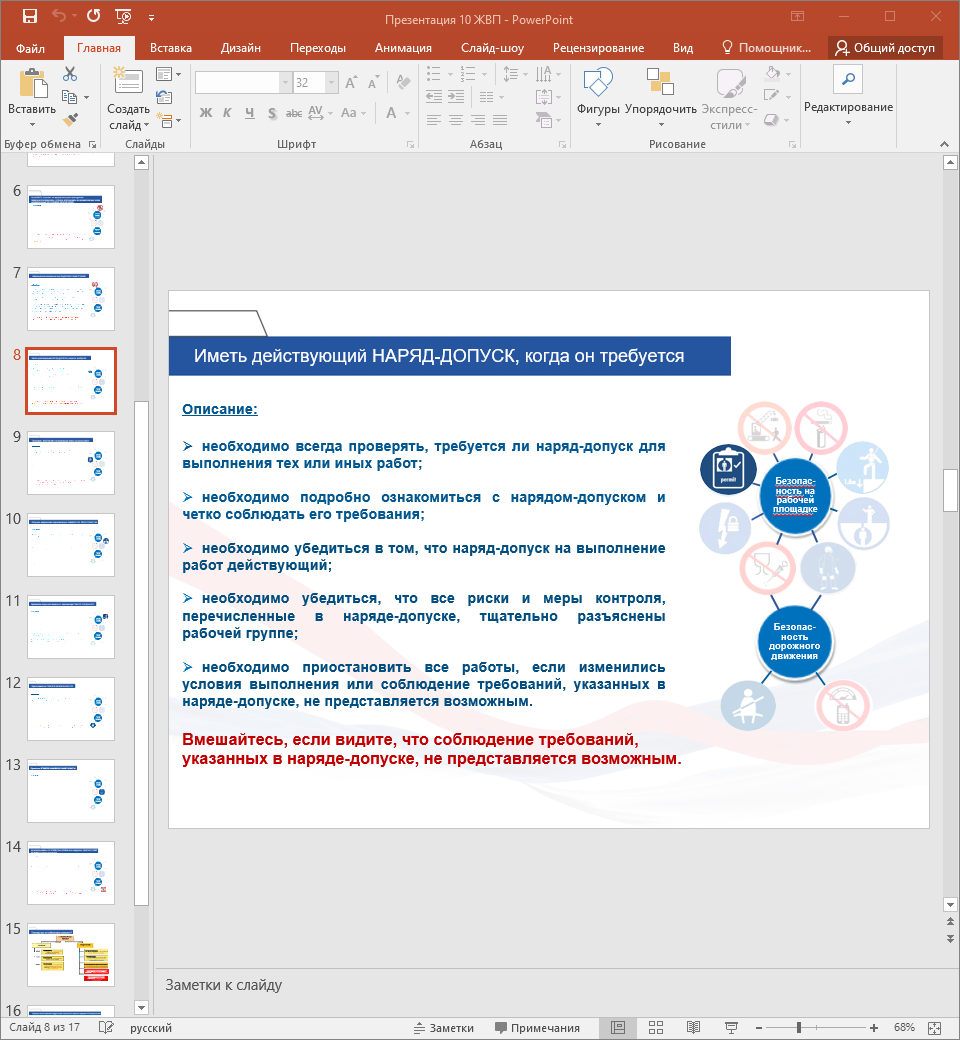 Презентация 10 ЖВП - PowerPoint
Файл
Главная
Вставка
Дизайн
Переходы
Анимация
Слайд-шоу
Рецензирование
Вид
Помощник...
Общий доступ
Вставить
Буфер обмена
Создать слайд
Слайды
32
Ж К Ч S abc AV Aa A
Шрифт
Абзац
Фигуры
Упорядочить
Экспресс-стили
Рисование
Редактирование
6
7
8
9
10
11
12
13
14
15
16
Иметь действующий НАРЯД-ДОПУСК, когда он требуется
Описание:
➢ необходимо всегда проверять, требуется ли наряд-допуск для
выполнения тех или иных работ;
➢ необходимо подробно ознакомиться с нарядом-допуском и
четко соблюдать его требования;
➢ необходимо убедиться в том, что наряд-допуск на выполнение
работ действующий;
➢ необходимо убедиться, что все риски и меры контроля,
перечисленные в наряде-допуске, тщательно разъяснены
рабочей группе;
➢ необходимо приостановить все работы, если изменились
условия выполнения или соблюдение требований, указанных в
наряде-допуске, не представляется возможным.
Вмешайтесь, если видите, что соблюдение требований,
указанных в наряде-допуске, не представляется возможным.
permit
Безопас-
ность на
рабочей
площадке
Безопас-
ность
дорожного
движения
Заметки к слайду
Слайд 8 из 17
русский
Заметки
Примечания
68%